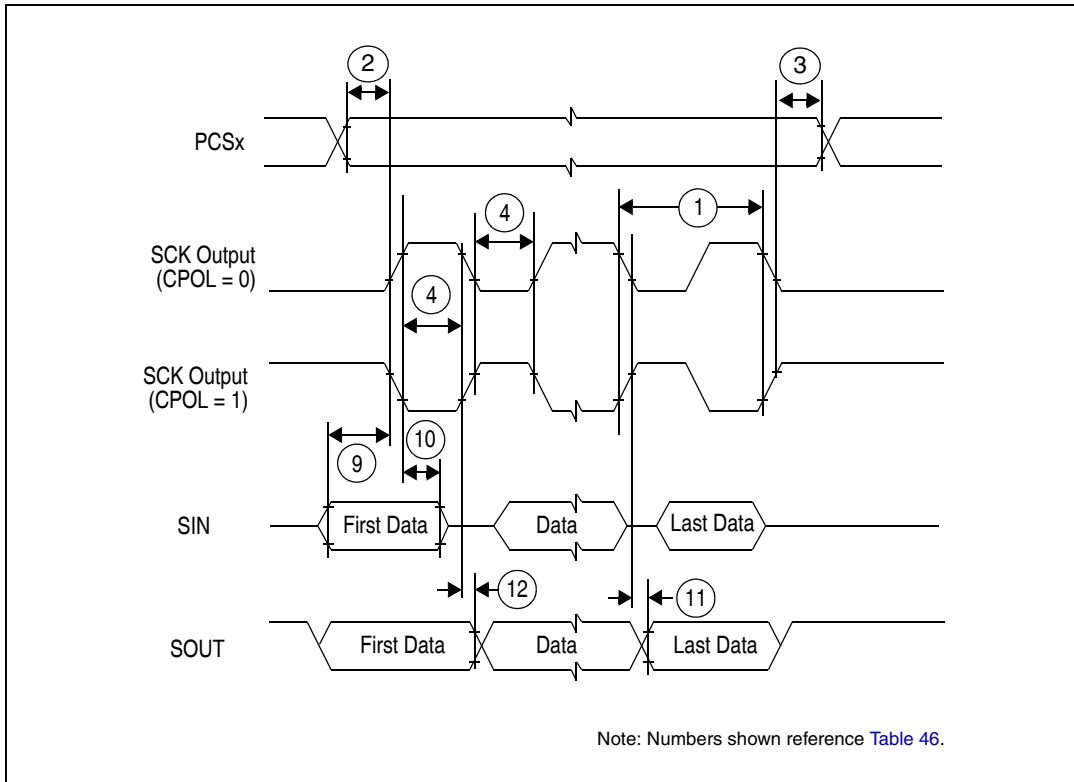 2
3
PCSx
1
4
SCK Output
(CPOL = 0)
4
SCK Output
(CPOL = 1)
10
9
SIN
First Data
Data
Last Data
12
11
SOUT
First Data
Data
Last Data
Note: Numbers shown reference Table 46.